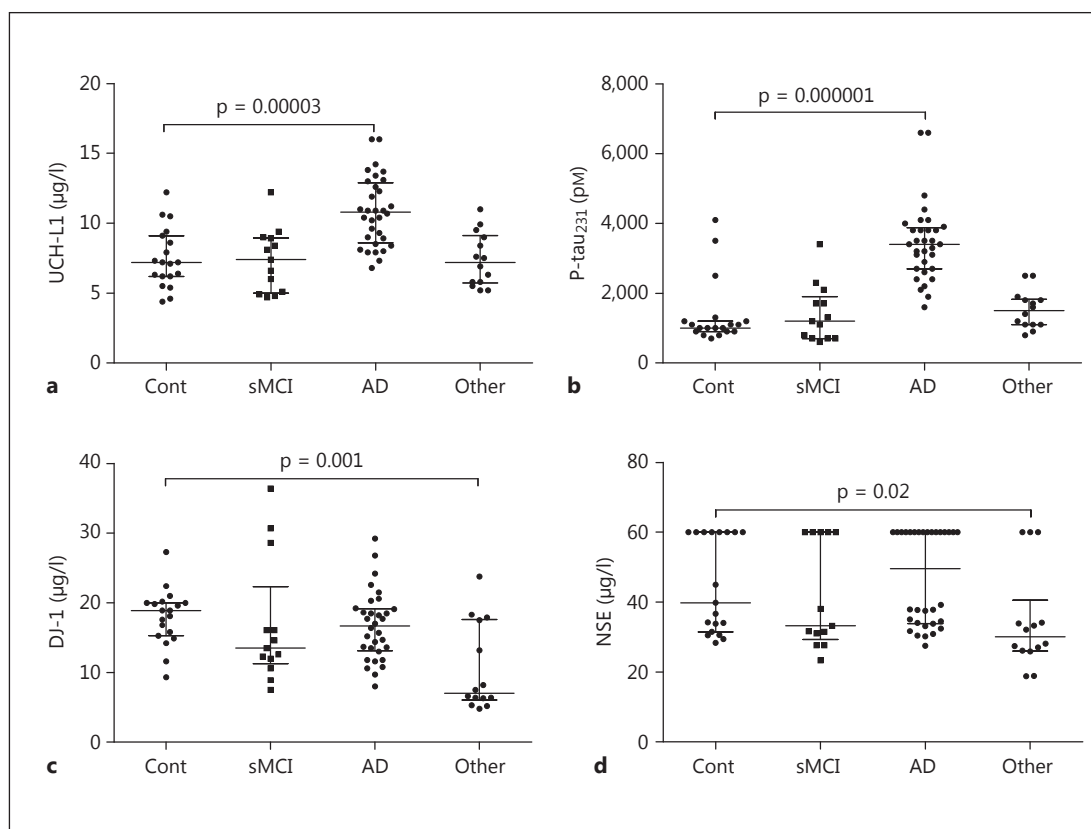 20
15
10
5
0
UCH-L1 (µg/l)
p = 0.00003
Cont
sMCI
AD
Other
a
8,000
6,000
4,000
2,000
0
P-tau231 (pM)
p = 0.000001
Cont
sMCI
AD
Other
b
40
30
20
10
0
DJ-1 (µg/l)
p = 0.001
Cont
sMCI
AD
Other
c
80
60
40
20
0
NSE (µg/l)
p = 0.02
Cont
sMCI
AD
Other
d